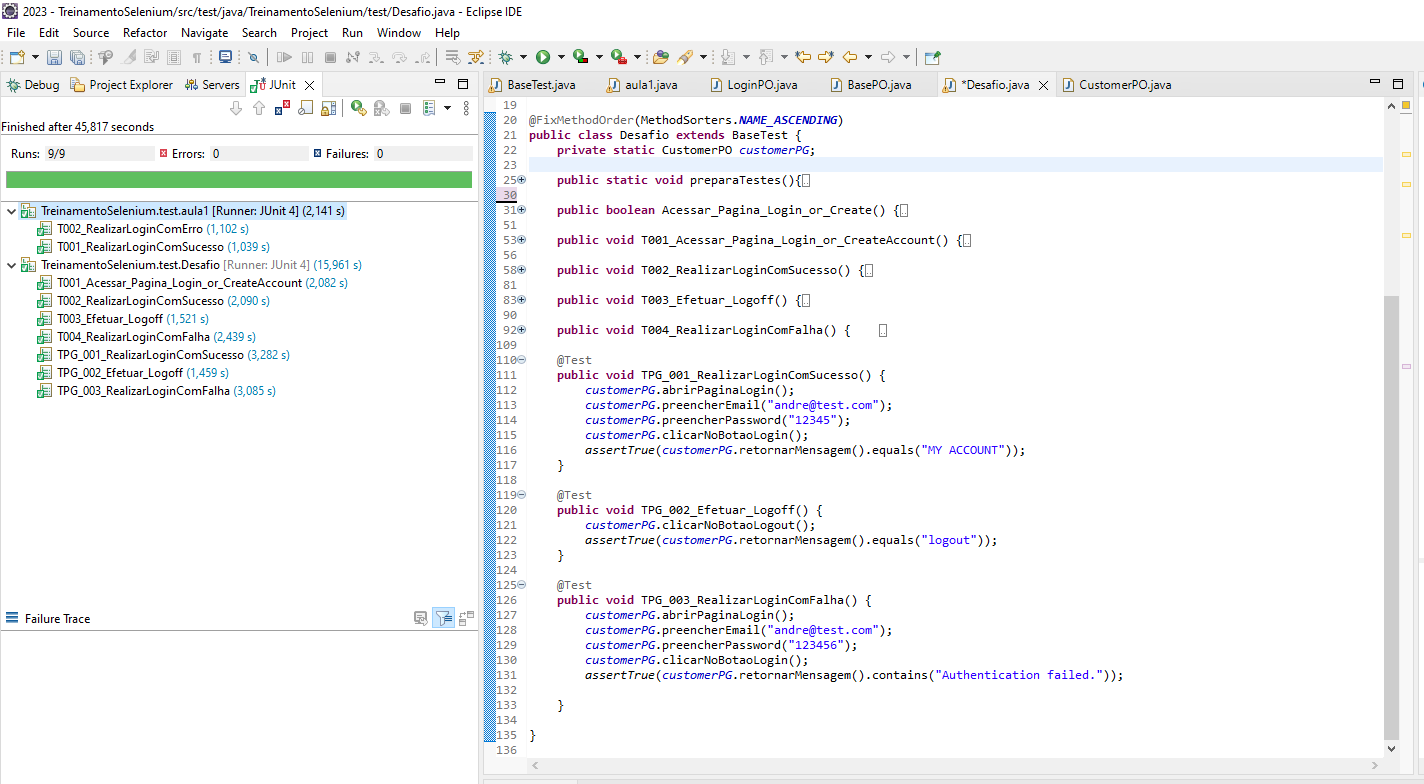 2023 - TreinamentoSelenium/src/test/java/TreinamentoSelenium/test/Desafio.java - Eclipse IDE
File Edit Source Refactor Navigate Search Project Run Window Help
Debug Project Explorer Servers JUnit
Finished after 45,817 seconds
Runs: 9/9 Errors: 0 Failures: 0
TreinamentoSelenium.test.aula1 [Runner: JUnit 4] (2,141 s)
T002_RealizarLoginComErro (1,102 s)
T001_RealizarLoginComSucesso (1,039 s)
TreinamentoSelenium.test.Desafio [Runner: JUnit 4] (15,961 s)
T001_Acessar_Pagina_Login_or_CreateAccount (2,082 s)
T002_RealizarLoginComSucesso (2,090 s)
T003_Efetuar_Logoff (1,521 s)
T004_RealizarLoginComFalha (2,439 s)
TPG_001_RealizarLoginComSucesso (3,282 s)
TPG_002_Efetuar_Logoff (1,459 s)
TPG_003_RealizarLoginComFalha (3,085 s)
Failure Trace
BaseTest.java aula1.java LoginPO.java BasePO.java *Desafio.java CustomerPO.java
19
20 @FixMethodOrder(MethodSorters.NAME_ASCENDING)
21 public class Desafio extends BaseTest {
22 private static CustomerPO customerPG;
23
25 public static void preparaTestes(){
30
31 public boolean Acessar_Pagina_Login_or_Create() {
51
53 public void T001_Acessar_Pagina_Login_or_CreateAccount() {
56
58 public void T002_RealizarLoginComSucesso() {
81
83 public void T003_Efetuar_Logoff() {
90
92 public void T004_RealizarLoginComFalha() {
109
110 @Test
111 public void TPG_001_RealizarLoginComSucesso() {
112 customerPG.abrirPaginaLogin();
113 customerPG.preencherEmail("andre@test.com");
114 customerPG.preencherPassword("12345");
115 customerPG.clicarNoBotaoLogin();
116 assertTrue(customerPG.retornarMensagem().equals("MY ACCOUNT"));
117 }
118
119 @Test
120 public void TPG_002_Efetuar_Logoff() {
121 customerPG.clicarNoBotaoLogout();
122 assertTrue(customerPG.retornarMensagem().equals("logout"));
123 }
124
125 @Test
126 public void TPG_003_RealizarLoginComFalha() {
127 customerPG.abrirPaginaLogin();
128 customerPG.preencherEmail("andre@test.com");
129 customerPG.preencherPassword("123456");
130 customerPG.clicarNoBotaoLogin();
131 assertTrue(customerPG.retornarMensagem().contains("Authentication failed."));
132
133 }
134
135 }
136